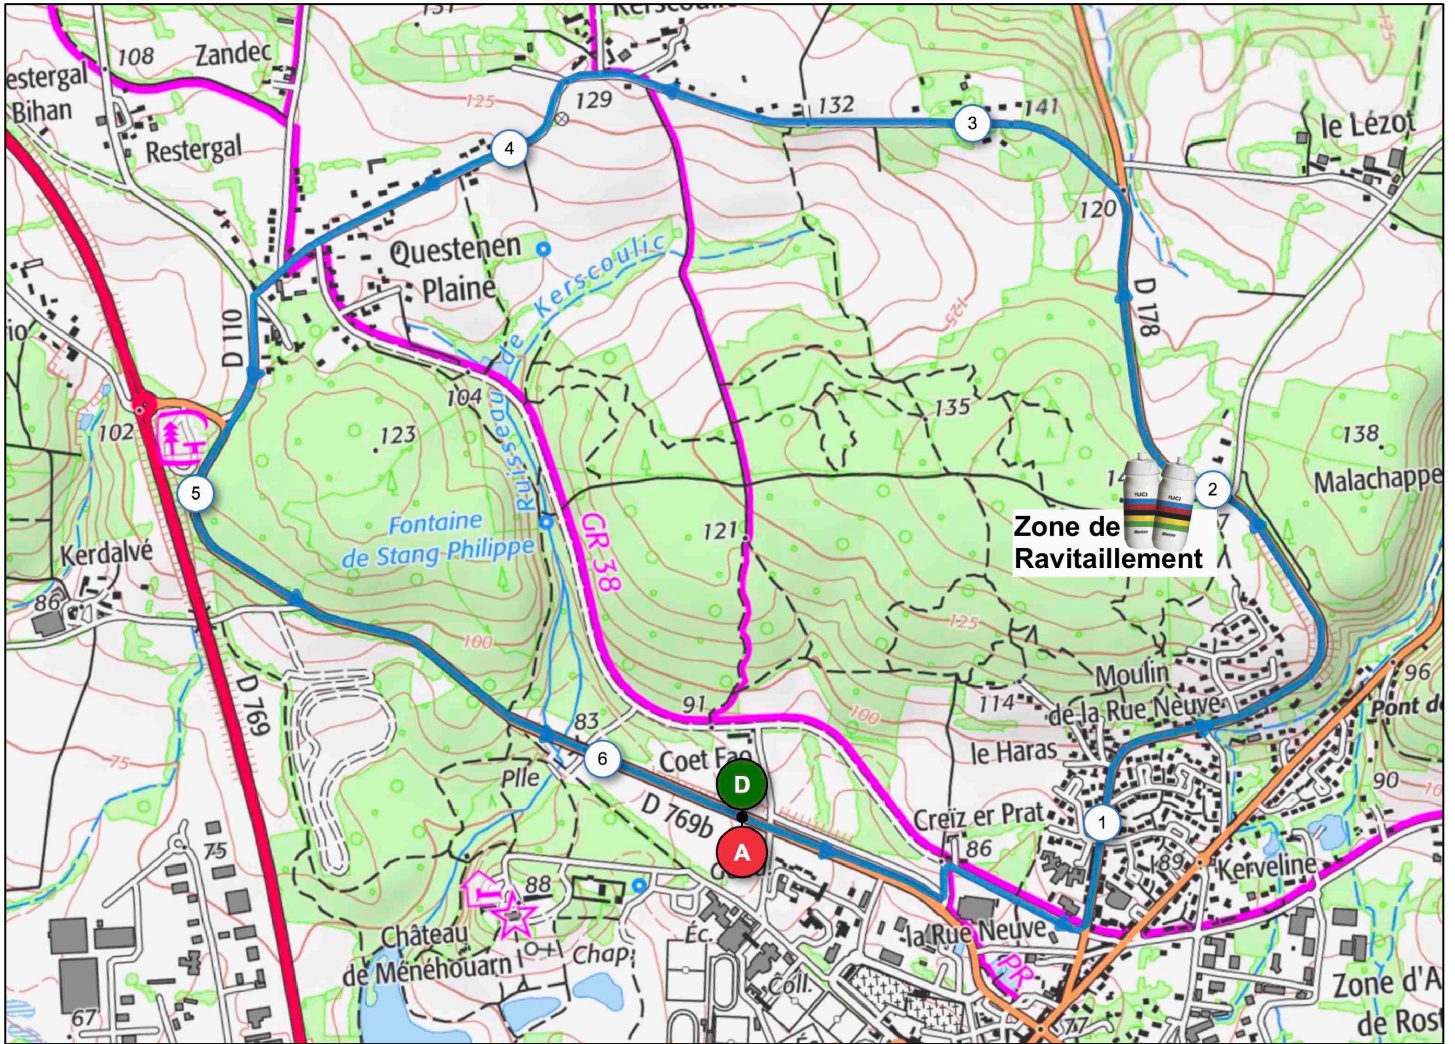 108
Zandec
129
132
3
141
le Lézot
estergal
Bihan
125
Restergal
4
120
Questenen
Plaine
Ruisseau de Kerscoulic
125
D 178
D 110
104
135
102
123
138
Malachappe
5
2
Fontaine
de Stang Philippe
GR 38
121
Zone de
Ravitaillement
Kerdalvé
86
100
125
D 769
Moulin
de la Rue Neuve
114
96
91
100
83
le Haras
75
6
Plle
Coet Fao
90
D
D 769b
Creïz er Prat
1
A
86
89
Kerveline
75
88
Château
de Ménéhouarn
Chap.
Éc.
la Rue Neuve
PR
Coll.
Zone d'A
de Rost
67
77